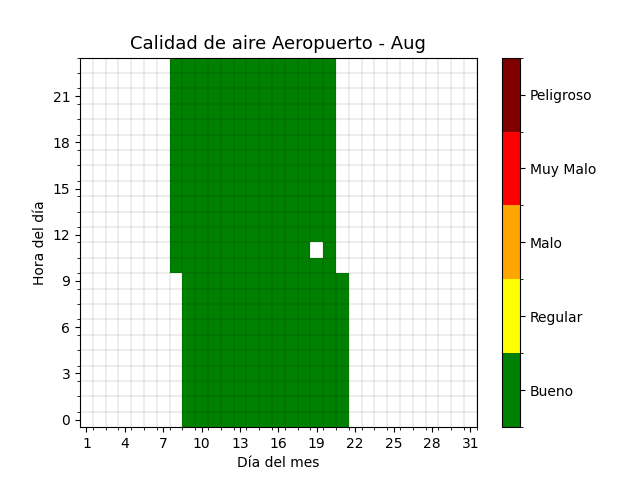 Calidad de aire Aeropuerto - Aug
21
18
15
12
9
6
3
0
Hora del día
1 4 7 10 13 16 19 22 25 28 31
Día del mes
Peligroso
Muy Malo
Malo
Regular
Bueno